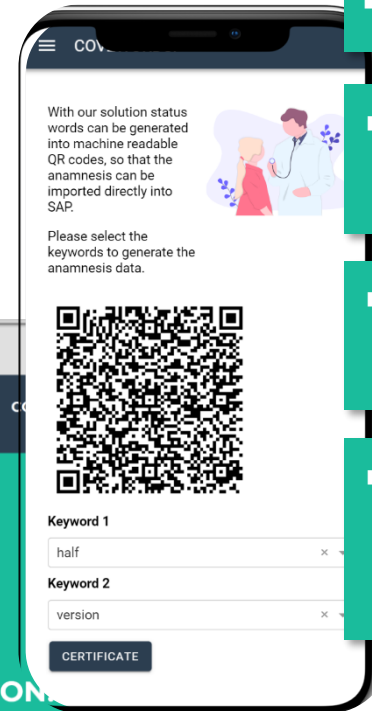 With our solution status
words can be generated
into machine readable
QR codes, so that the
anamnesis can be
imported directly into
SAP.
Please select the
keywords to generate the
anamnesis data.
Keyword 1
half
Keyword 2
version
CERTIFICATE